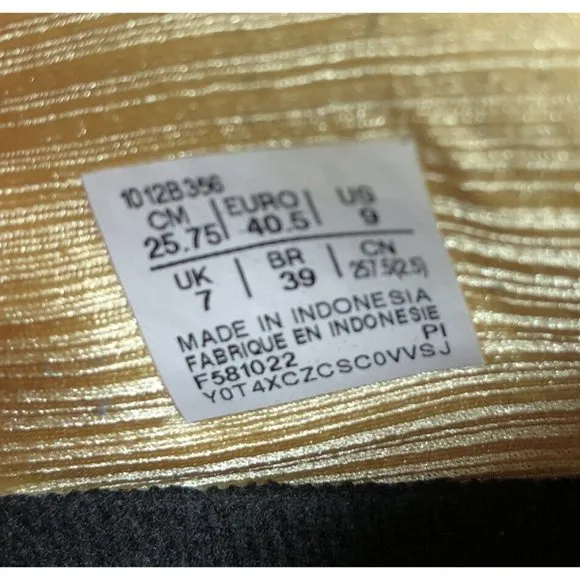 1012B356
CM | EURO | US
25.75 | 40.5 | 9
UK | BR | CN
7 | 39 | 257.5(2.5)
MADE IN INDONESIA
FABRIQUE EN INDONESIE
F581022 PI
Y0T4XCZCSC0VVSJ